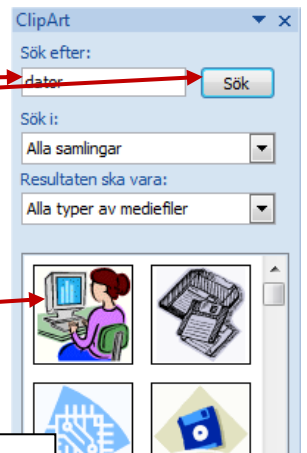 ClipArt
Sök efter:
dator
Sök
Sök i:
Alla samlingar
Resultaten ska vara:
Alla typer av mediefiler